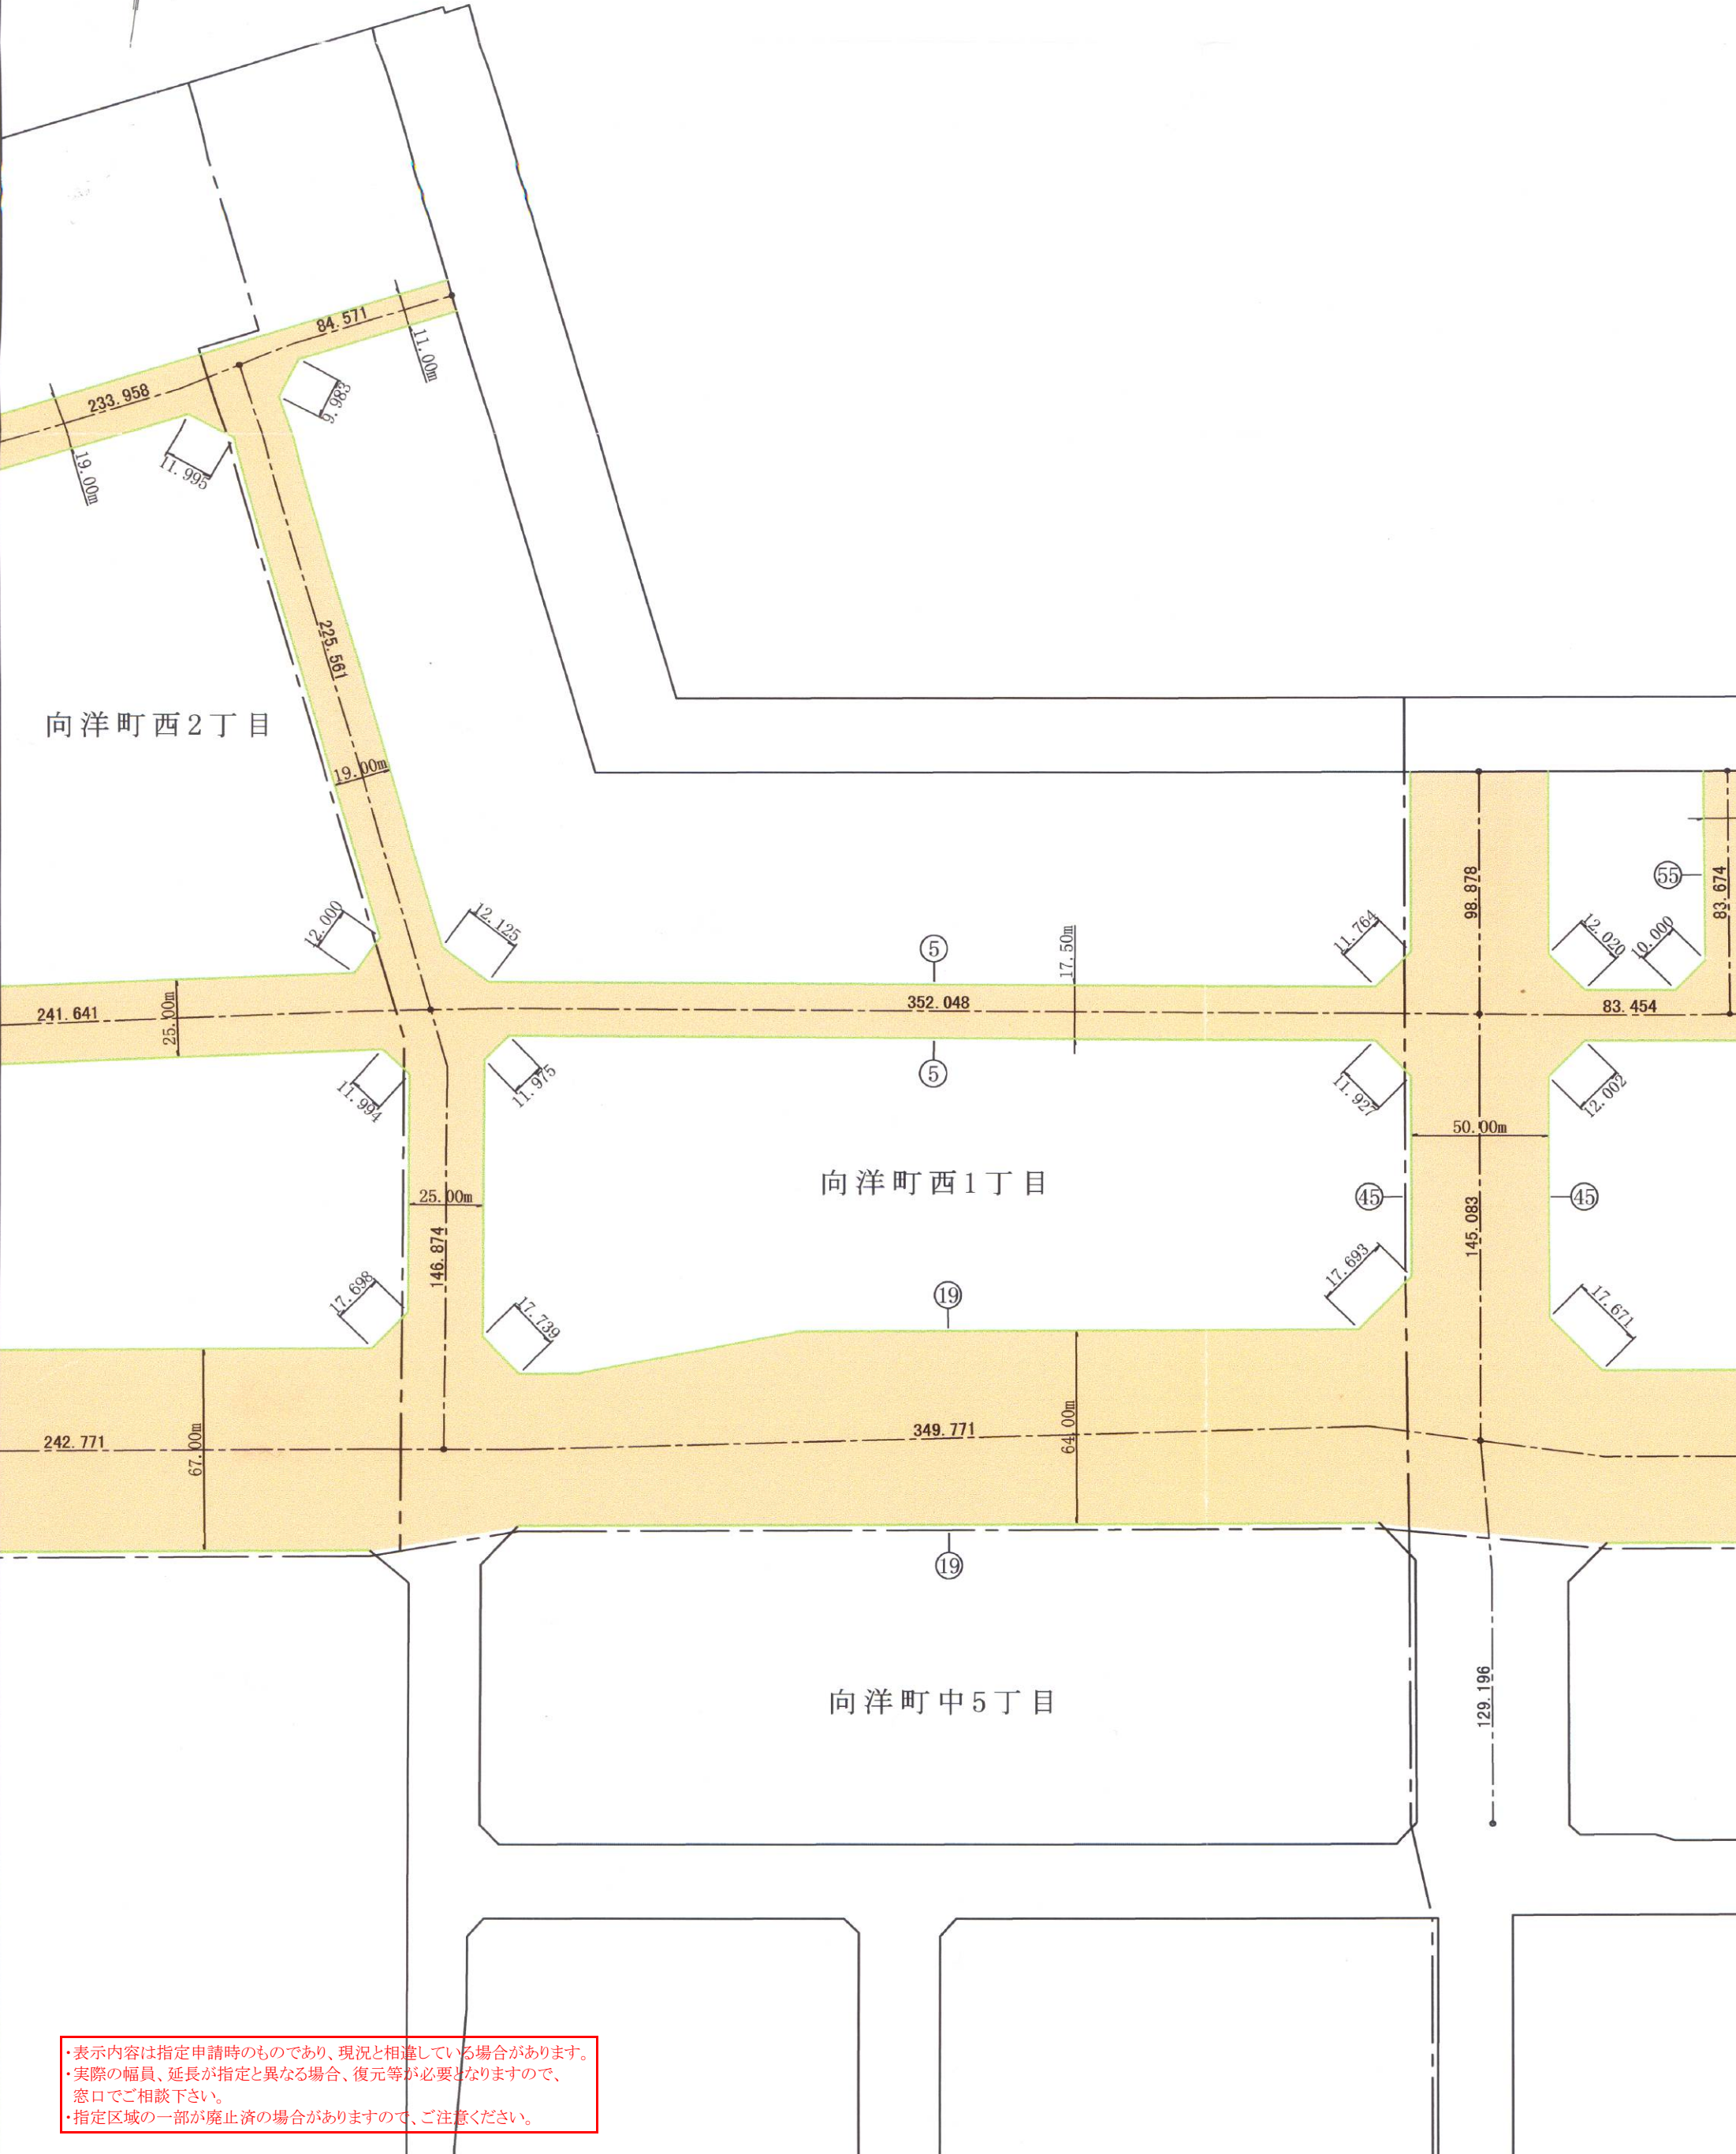 84.571
11.00m
233.958
9.983
19.00m
11.995
225.561
向洋町西2丁目
19.00m
98.878
55
83.674
12.000
12.125
5
17.50m
11.764
12.020
10.000
241.641
25.00m
352.048
83.454
11.994
11.975
5
11.927
12.002
50.00m
向洋町西1丁目
25.00m
45
45
146.874
145.083
17.698
17.739
19
17.693
17.671
242.771
67.00m
349.771
64.00m
19
129.196
向洋町中5丁目
・表示内容は指定申請時のものであり、現況と相違している場合があります。
・実際の幅員、延長が指定と異なる場合、復元等が必要となりますので、
窓口でご相談下さい。
・指定区域の一部が廃止済の場合がありますので、ご注意ください。